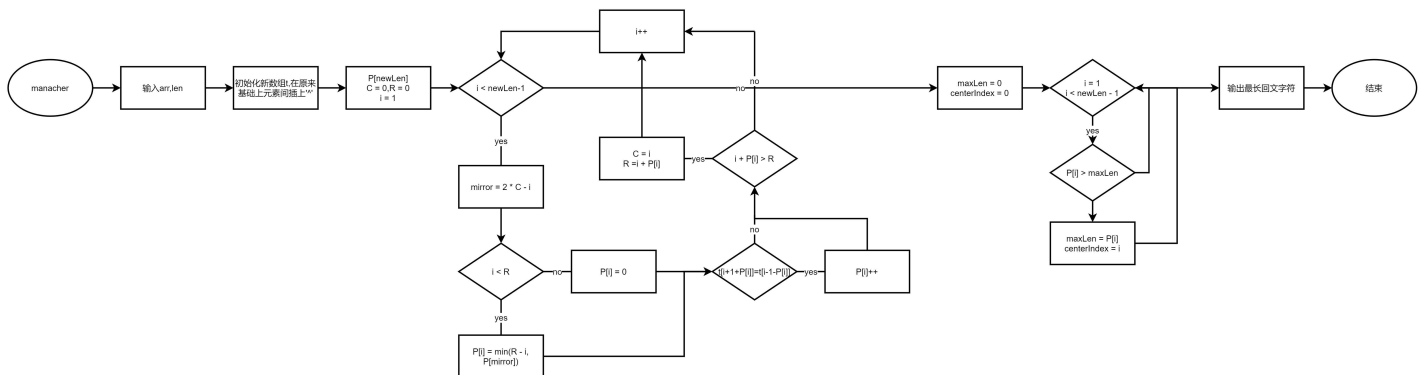 manacher
输入arr,len
初始化新数组t,在原来
基础上元素间插上'^'
P[newLen]
C = 0,R = 0
i = 1
i < newLen-1
i++
no
yes
mirror = 2 * C - i
i < R
no
P[i] = 0
yes
P[i] = min(R - i,
P[mirror])
t[i+1+P[i]]=t[i-1-P[i]]
yes
P[i]++
no
i + P[i] > R
yes
C = i
R =i + P[i]
no
maxLen = 0
centerIndex = 0
i = 1
i < newLen - 1
yes
P[i] > maxLen
maxLen = P[i]
centerIndex = i
输出最长回文字符
结束